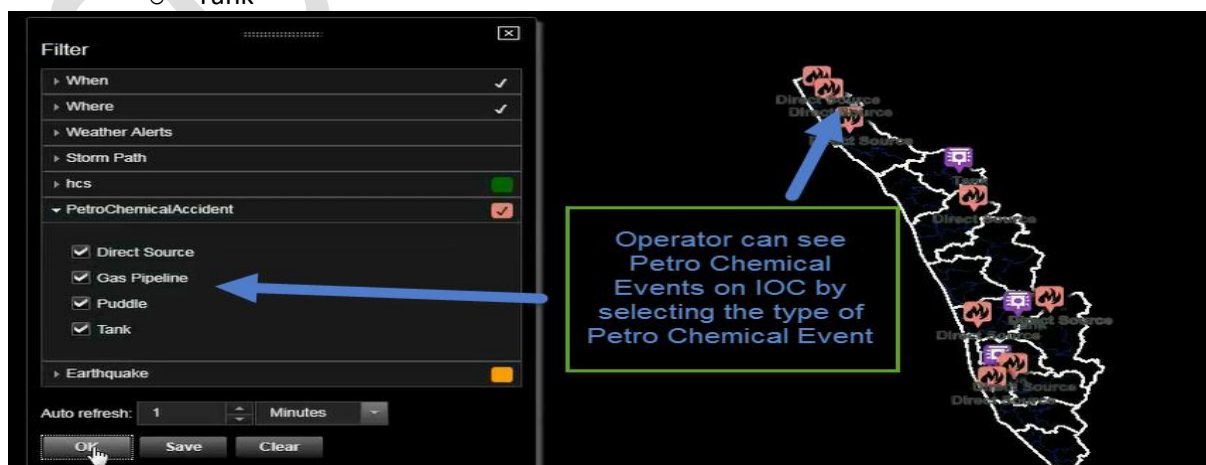 Tank
Filter
When
Where
Weather Alerts
Storm Path
hcs
PetroChemicalAccident
Direct Source
Gas Pipeline
Puddle
Tank
Earthquake
Auto refresh: 1 Minutes
OK Save Clear
Operator can see
Petro Chemical
Events on IOC by
selecting the type of
Petro Chemical Event
Direct Source
Direct Source
Direct Source
Tank
Direct Source
Direct Source
Tank
Direct Source
Direct Source